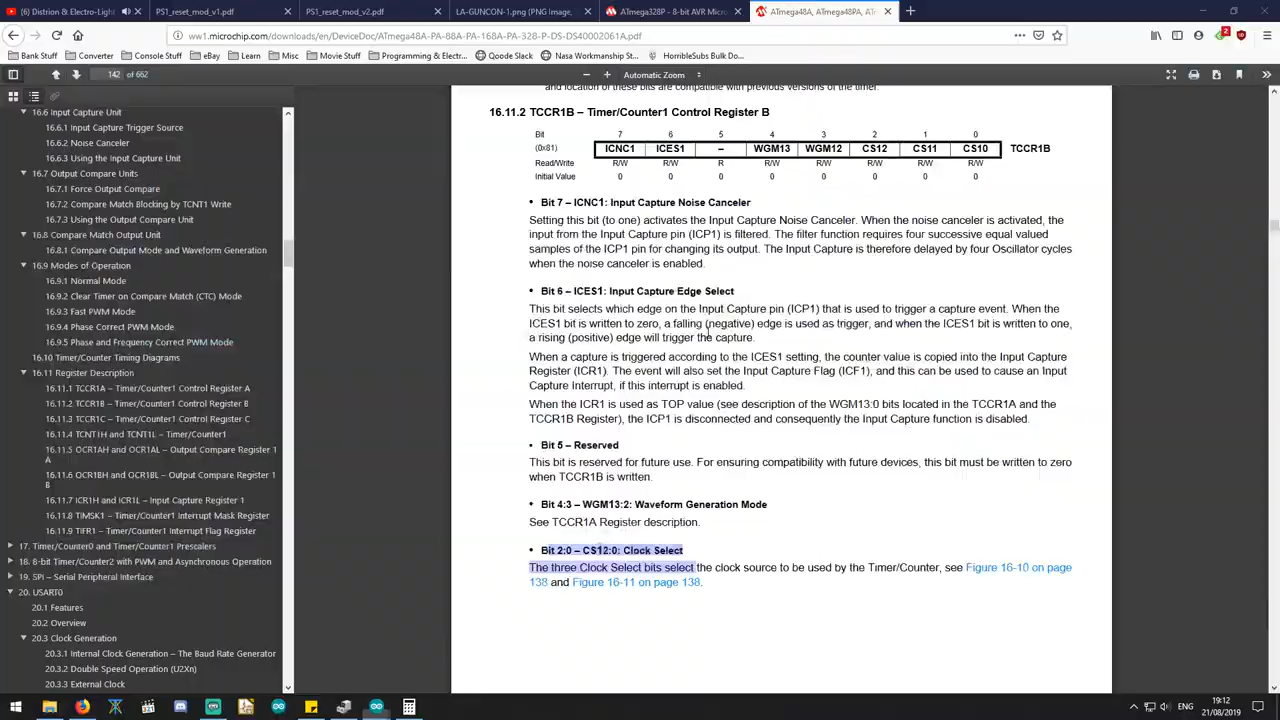 (6) Distrion & Electro-Light
PS1_reset_mod_v1.pdf
PS1_reset_mod_v2.pdf
LA-GUNCON-1.png (PNG Image,
ATmega328P - 8-bit AVR Micro
ATmega48A, ATmega48PA, ATm
ww1.microchip.com/downloads/en/DeviceDoc/ATmega48A-PA-88A-PA-168A-PA-328-P-DS-DS40002061A.pdf
2
Bank Stuff
Converter
Console Stuff
eBay
Learn
Misc
Movie Stuff
Programming & Electr...
Qoode Slack
Nasa Workmanship St...
HorribleSubs Bulk Do...
142 of 662
Automatic Zoom
16.6 Input Capture Unit
16.6.1 Input Capture Trigger Source
16.6.2 Noise Canceler
16.6.3 Using the Input Capture Unit
16.7 Output Compare Units
16.7.1 Force Output Compare
16.7.2 Compare Match Blocking by TCNT1 Write
16.7.3 Using the Output Compare Unit
16.8 Compare Match Output Unit
16.8.1 Compare Output Mode and Waveform Generation
16.9 Modes of Operation
16.9.1 Normal Mode
16.9.2 Clear Timer on Compare Match (CTC) Mode
16.9.3 Fast PWM Mode
16.9.4 Phase Correct PWM Mode
16.9.5 Phase and Frequency Correct PWM Mode
16.10 Timer/Counter Timing Diagrams
16.11 Register Description
16.11.1 TCCR1A – Timer/Counter1 Control Register A
16.11.2 TCCR1B – Timer/Counter1 Control Register B
16.11.3 TCCR1C – Timer/Counter1 Control Register C
16.11.4 TCNT1H and TCNT1L – Timer/Counter1
16.11.5 OCR1AH and OCR1AL – Output Compare Register 1
A
16.11.6 OCR1BH and OCR1BL – Output Compare Register 1
B
16.11.7 ICR1H and ICR1L – Input Capture Register 1
16.11.8 TIMSK1 – Timer/Counter1 Interrupt Mask Register
16.11.9 TIFR1 – Timer/Counter1 Interrupt Flag Register
17. Timer/Counter0 and Timer/Counter1 Prescalers
18. 8-bit Timer/Counter2 with PWM and Asynchronous Operation
19. SPI – Serial Peripheral Interface
20. USART0
20.1 Features
20.2 Overview
20.3 Clock Generation
20.3.1 Internal Clock Generation – The Baud Rate Generator
20.3.2 Double Speed Operation (U2Xn)
20.3.3 External Clock
and location of these bits are compatible with previous versions of the timer.
16.11.2 TCCR1B – Timer/Counter1 Control Register B
Bit 7 6 5 4 3 2 1 0
(0x81) ICNC1 ICES1 – WGM13 WGM12 CS12 CS11 CS10 TCCR1B
Read/Write R/W R/W R R/W R/W R/W R/W R/W
Initial Value 0 0 0 0 0 0 0 0
• Bit 7 – ICNC1: Input Capture Noise Canceler
Setting this bit (to one) activates the Input Capture Noise Canceler. When the noise canceler is activated, the
input from the Input Capture pin (ICP1) is filtered. The filter function requires four successive equal valued
samples of the ICP1 pin for changing its output. The Input Capture is therefore delayed by four Oscillator cycles
when the noise canceler is enabled.
• Bit 6 – ICES1: Input Capture Edge Select
This bit selects which edge on the Input Capture pin (ICP1) that is used to trigger a capture event. When the
ICES1 bit is written to zero, a falling (negative) edge is used as trigger, and when the ICES1 bit is written to one,
a rising (positive) edge will trigger the capture.
When a capture is triggered according to the ICES1 setting, the counter value is copied into the Input Capture
Register (ICR1). The event will also set the Input Capture Flag (ICF1), and this can be used to cause an Input
Capture Interrupt, if this interrupt is enabled.
When the ICR1 is used as TOP value (see description of the WGM13:0 bits located in the TCCR1A and the
TCCR1B Register), the ICP1 is disconnected and consequently the Input Capture function is disabled.
• Bit 5 – Reserved
This bit is reserved for future use. For ensuring compatibility with future devices, this bit must be written to zero
when TCCR1B is written.
• Bit 4:3 – WGM13:2: Waveform Generation Mode
See TCCR1A Register description.
• Bit 2:0 – CS12:0: Clock Select
The three Clock Select bits select the clock source to be used by the Timer/Counter, see Figure 16-10 on page
138 and Figure 16-11 on page 138.
ENG
19:12
21/08/2019